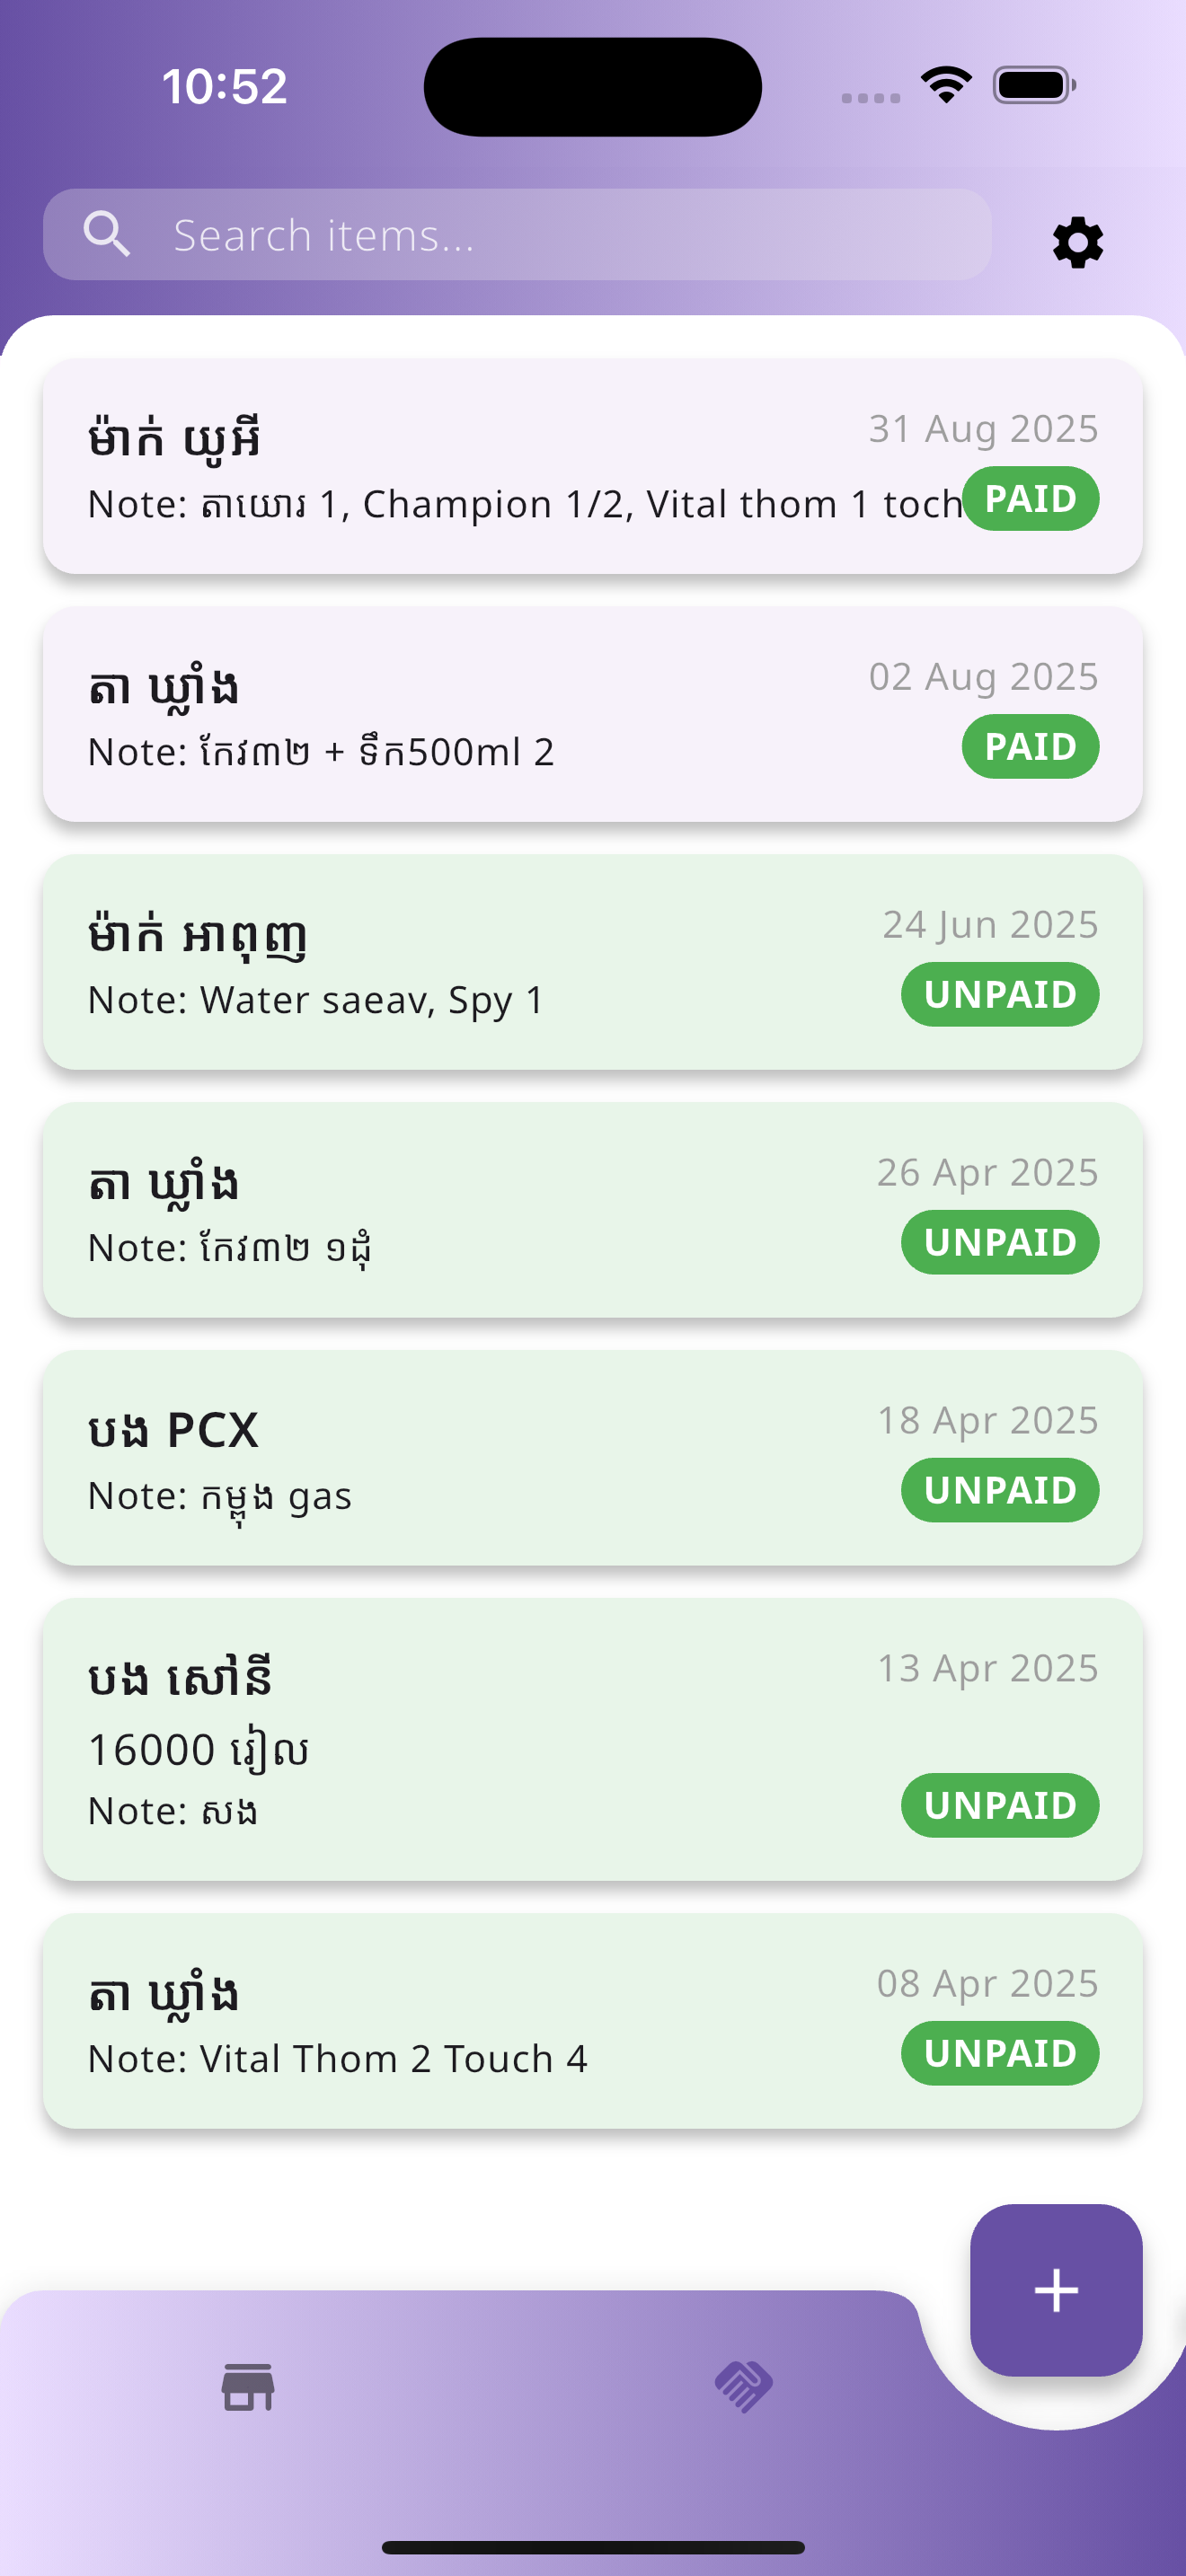 10:52
Search items...
ម៉ាក់ យូអី
31 Aug 2025
Note: តាយោរ 1, Champion 1/2, Vital thom 1 toch
PAID
តា ឃ្លាំង
02 Aug 2025
Note: កែវ៣២ + ទឹក500ml 2
PAID
ម៉ាក់ អាពុញ
24 Jun 2025
Note: Water saeav, Spy 1
UNPAID
តា ឃ្លាំង
26 Apr 2025
Note: កែវ៣២ ១ដុំ
UNPAID
បង PCX
18 Apr 2025
Note: កម្ពុង gas
UNPAID
បង សៅនី
13 Apr 2025
16000 រៀល
Note: សង
UNPAID
តា ឃ្លាំង
08 Apr 2025
Note: Vital Thom 2 Touch 4
UNPAID